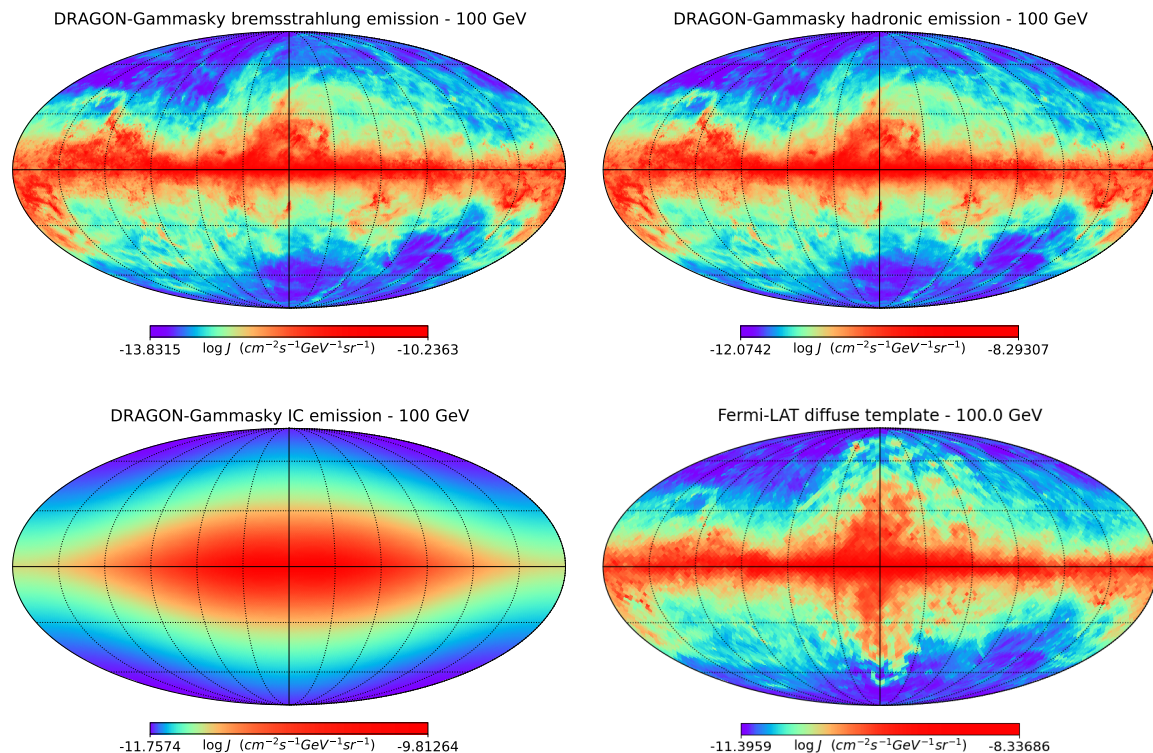 DRAGON-Gammasky bremsstrahlung emission - 100 GeV
-13.8315 log J (cm⁻²s⁻¹GeV⁻¹sr⁻¹) -10.2363
DRAGON-Gammasky hadronic emission - 100 GeV
-12.0742 log J (cm⁻²s⁻¹GeV⁻¹sr⁻¹) -8.29307
DRAGON-Gammasky IC emission - 100 GeV
-11.7574 log J (cm⁻²s⁻¹GeV⁻¹sr⁻¹) -9.81264
Fermi-LAT diffuse template - 100.0 GeV
-11.3959 log J (cm⁻²s⁻¹GeV⁻¹sr⁻¹) -8.33686